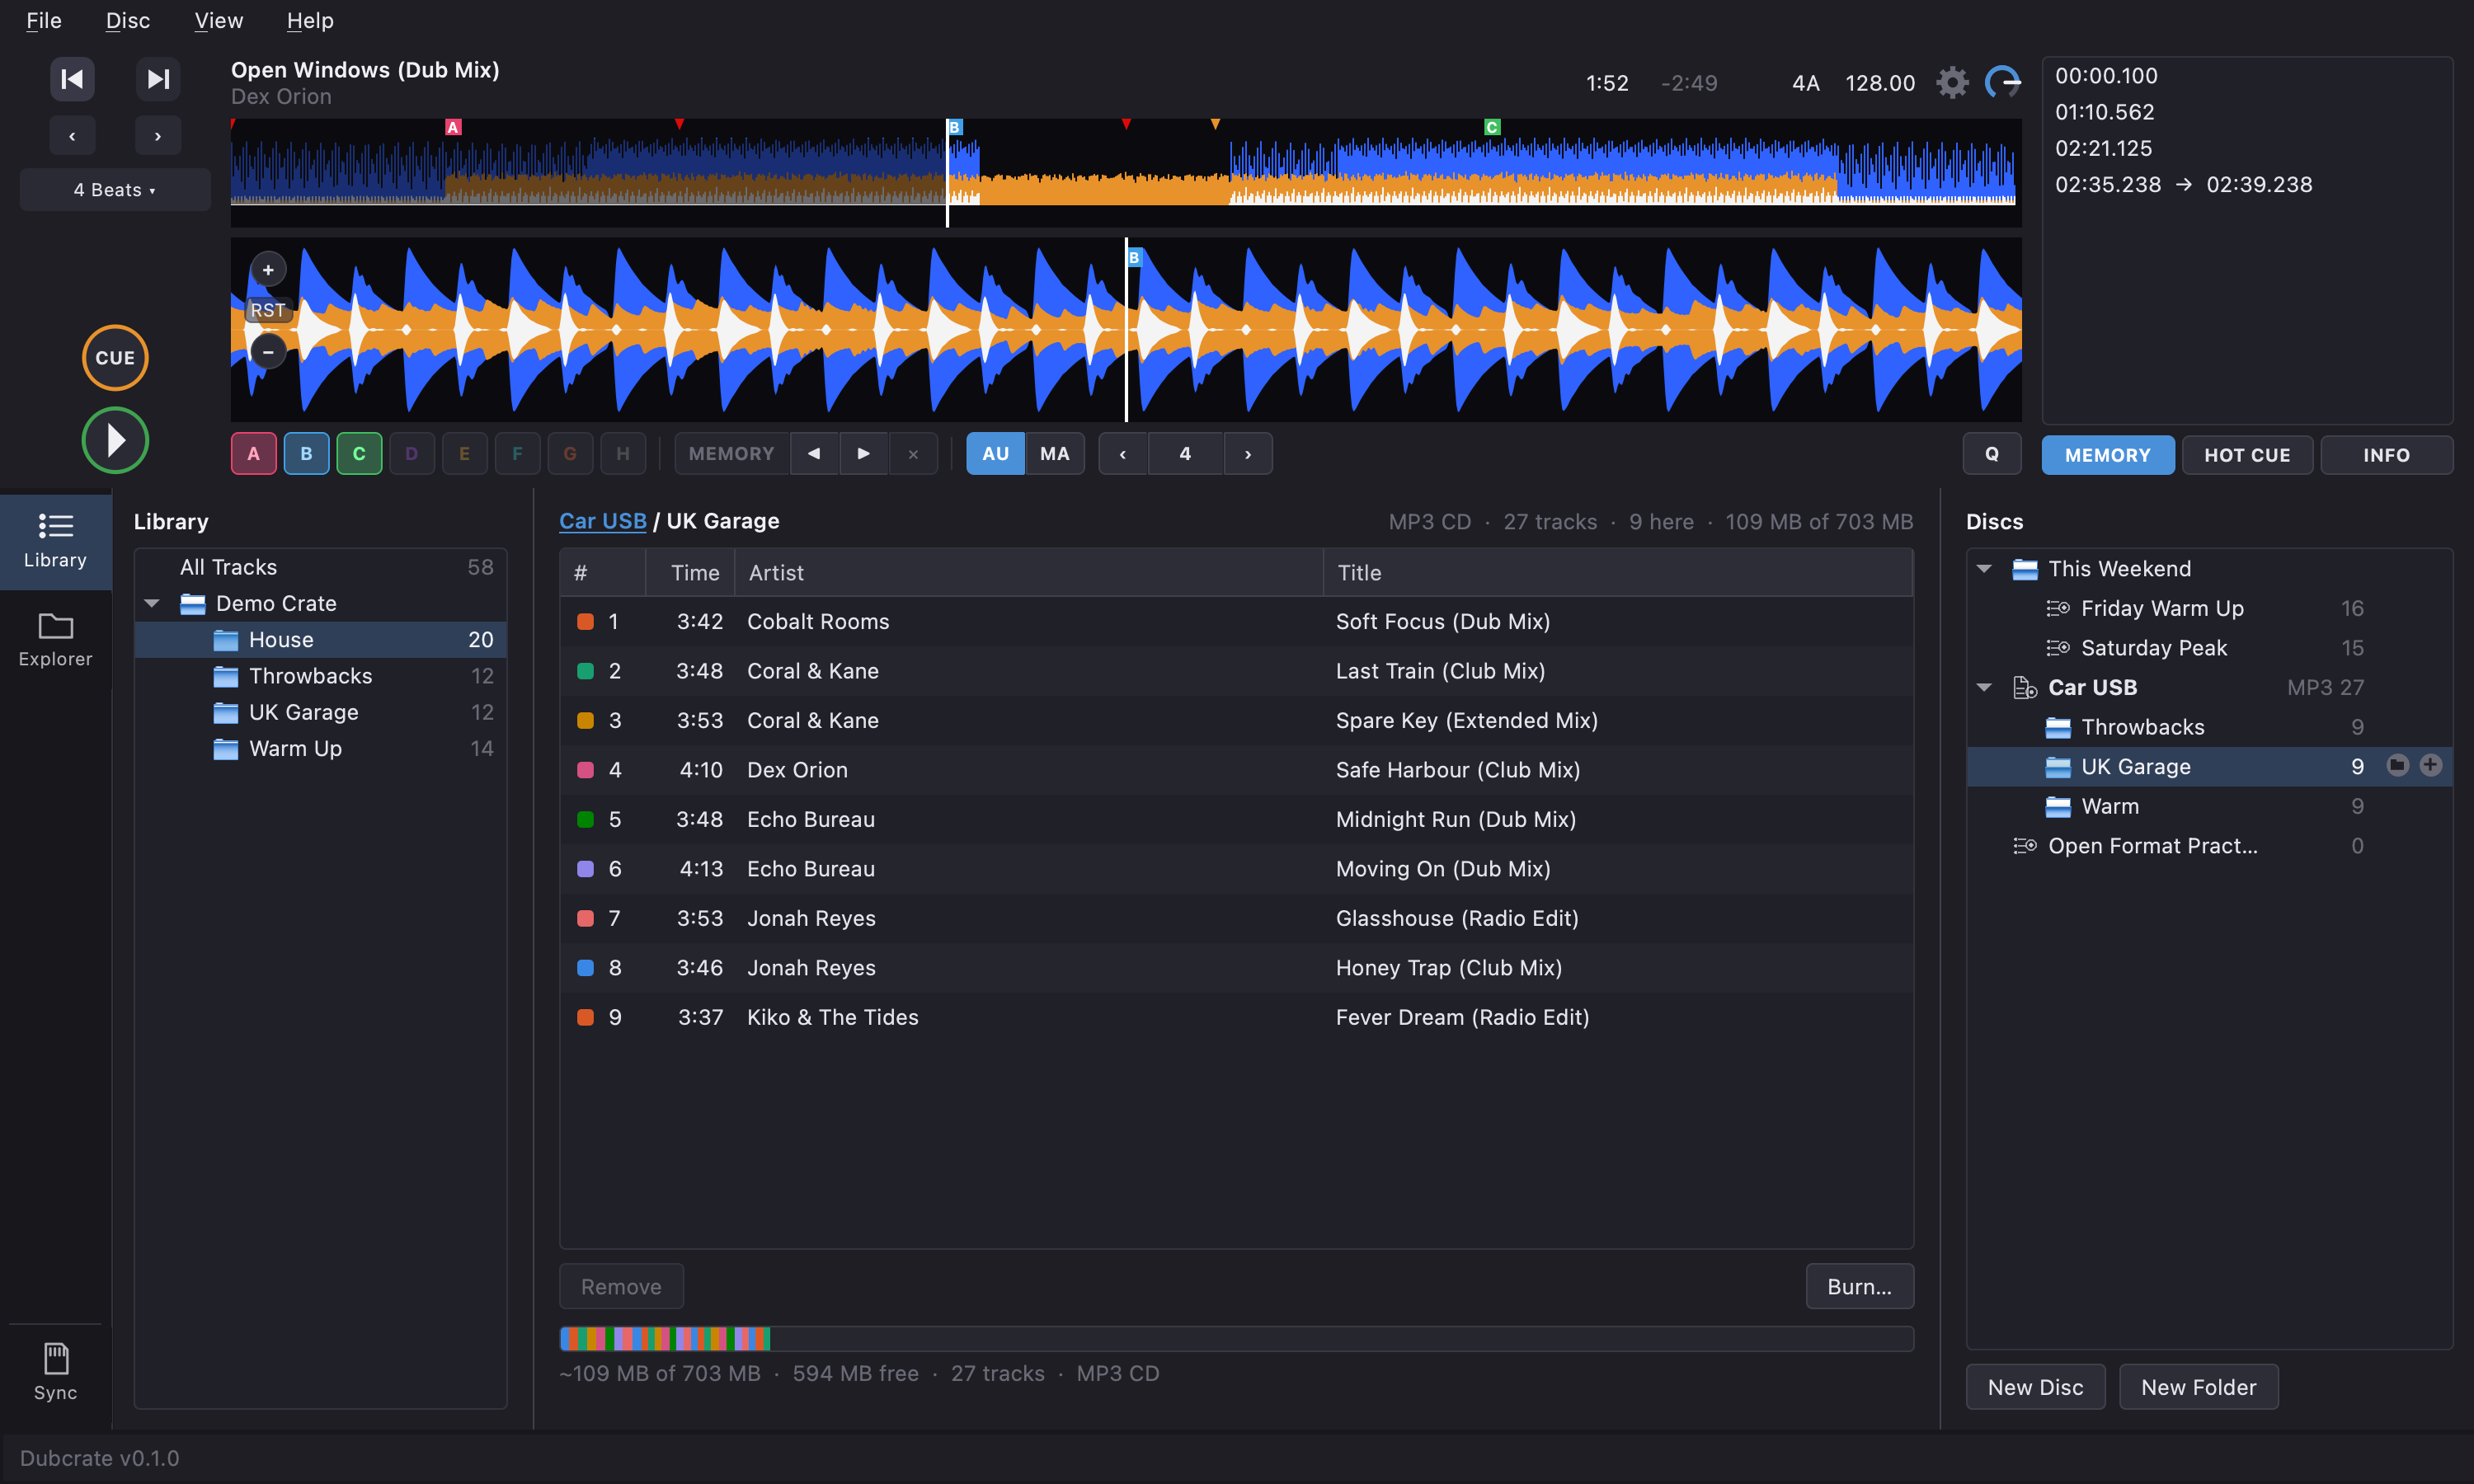 File Disc View Help
Open Windows (Dub Mix)
Dex Orion
1:52 -2:49 4A 128.00
‹ ›
4 Beats ▾
A B C
+
RST
−
B
CUE
A B C D E F G H MEMORY ◀ ▶ × AU MA ‹ 4 › Q
00:00.100
01:10.562
02:21.125
02:35.238 → 02:39.238
MEMORY HOT CUE INFO
Library
Explorer
Sync
Library
All Tracks 58
Demo Crate
House 20
Throwbacks 12
UK Garage 12
Warm Up 14
Car USB / UK Garage
MP3 CD · 27 tracks · 9 here · 109 MB of 703 MB
# Time Artist Title
1 3:42 Cobalt Rooms Soft Focus (Dub Mix)
2 3:48 Coral & Kane Last Train (Club Mix)
3 3:53 Coral & Kane Spare Key (Extended Mix)
4 4:10 Dex Orion Safe Harbour (Club Mix)
5 3:48 Echo Bureau Midnight Run (Dub Mix)
6 4:13 Echo Bureau Moving On (Dub Mix)
7 3:53 Jonah Reyes Glasshouse (Radio Edit)
8 3:46 Jonah Reyes Honey Trap (Club Mix)
9 3:37 Kiko & The Tides Fever Dream (Radio Edit)
Remove Burn...
~109 MB of 703 MB · 594 MB free · 27 tracks · MP3 CD
Discs
This Weekend
Friday Warm Up 16
Saturday Peak 15
Car USB MP3 27
Throwbacks 9
UK Garage 9
Warm 9
Open Format Pract... 0
New Disc New Folder
Dubcrate v0.1.0